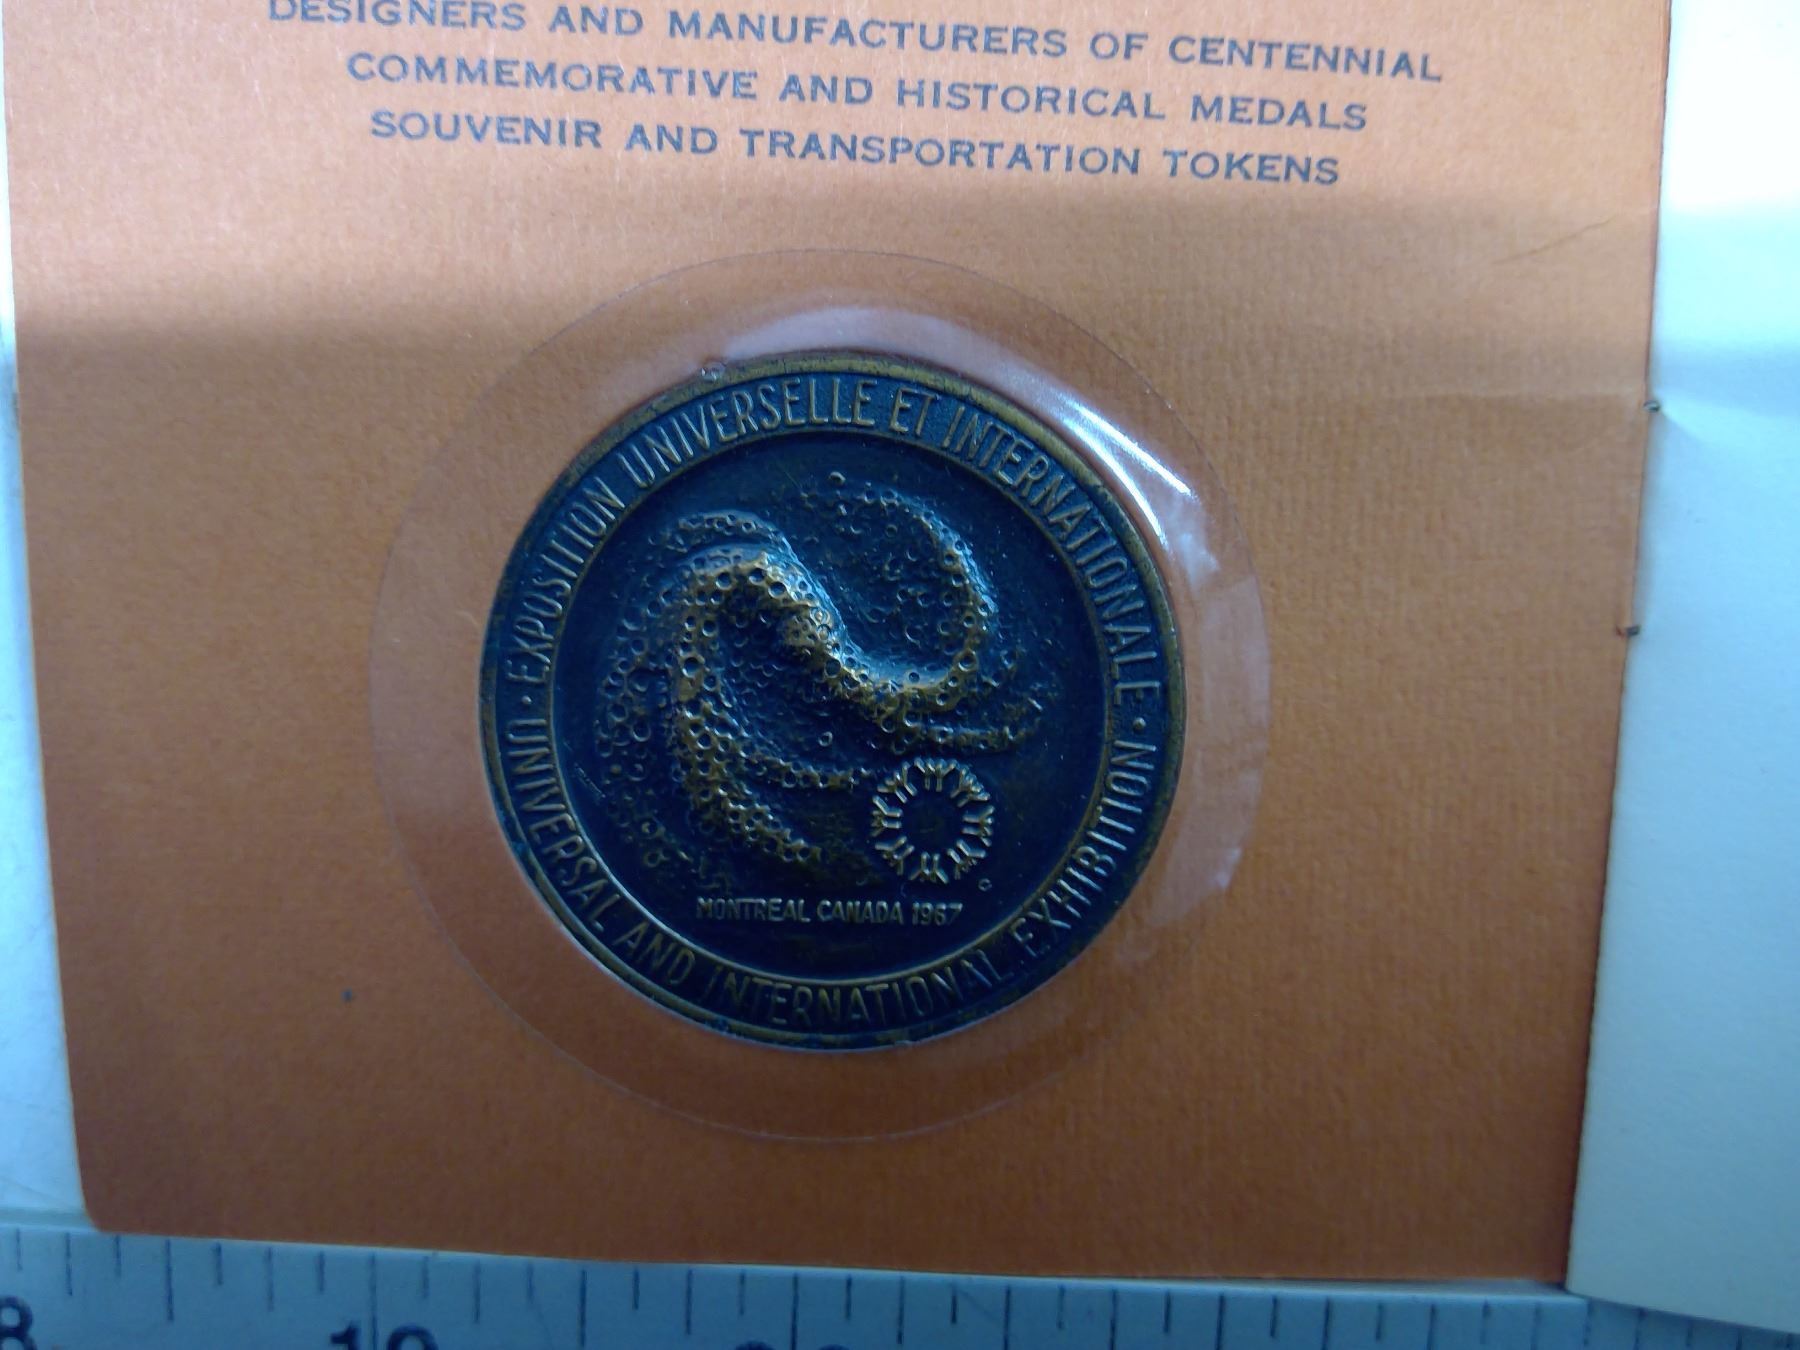 DESIGNERS AND MANUFACTURERS OF CENTENNIAL
COMMEMORATIVE AND HISTORICAL MEDALS
SOUVENIR AND TRANSPORTATION TOKENS
· EXPOSITION UNIVERSELLE ET INTERNATIONALE ·
UNIVERSAL AND INTERNATIONAL EXHIBITION
MONTREAL CANADA 1967
19